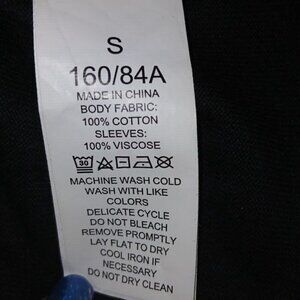 S
160/84A
MADE IN CHINA
BODY FABRIC:
100% COTTON
SLEEVES:
100% VISCOSE
30
MACHINE WASH COLD
WASH WITH LIKE
COLORS
DELICATE CYCLE
DO NOT BLEACH
REMOVE PROMPTLY
LAY FLAT TO DRY
COOL IRON IF
NECESSARY
DO NOT DRY CLEAN